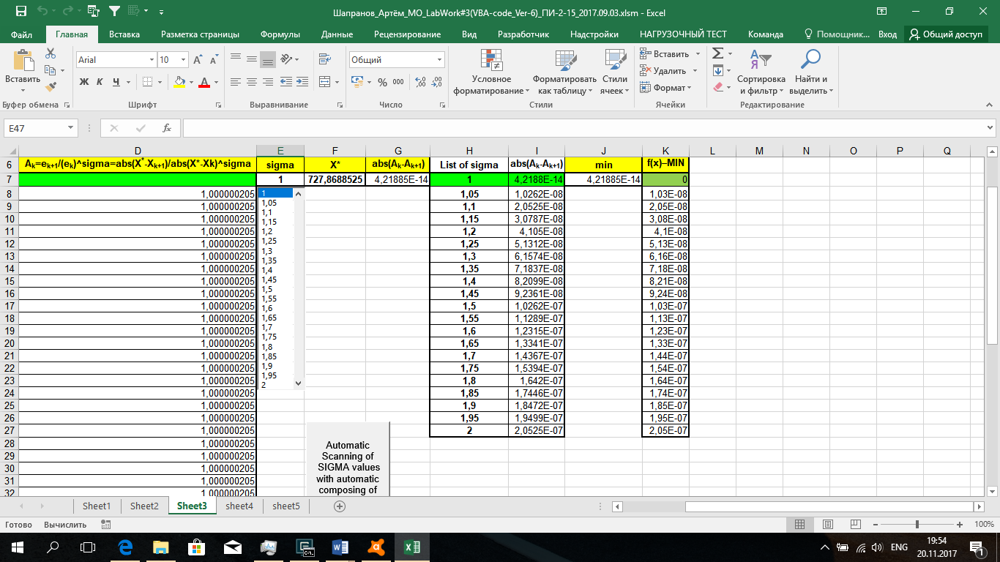 Шапранов_Артём_МО_LabWork#3(VBA-code_Ver-6)_ПИ-2-15_2017.09.03.xlsm - Excel
Файл Главная Вставка Разметка страницы Формулы Данные Рецензирование Вид Разработчик Надстройки НАГРУЗОЧНЫЙ ТЕСТ Команда Помощник... Вход Общий доступ
Вставить
Arial 10
Ж К Ч
Общий
% 000
Условное форматирование
Форматировать как таблицу
Стили ячеек
Вставить
Удалить
Формат
Сортировка и фильтр
Найти и выделить
Буфер обмена Шрифт Выравнивание Число Стили Ячейки Редактирование
E47 fx
D E F G H I J K L M N O P Q
6 Aₖ=eₖ₊₁/(eₖ)^sigma=abs(X*-Xₖ₊₁)/abs(X*-Xk)^sigma sigma X* abs(Aₖ-Aₖ₊₁) List of sigma abs(Aₖ-Aₖ₊₁) min f(x)–MIN
7 1 727,8688525 4,21885E-14 1 4,2188E-14 4,21885E-14 0
8 1,000000205 1,05 1,0262E-08 1,03E-08
9 1,000000205 1,1 2,0525E-08 2,05E-08
10 1,000000205 1,15 3,0787E-08 3,08E-08
11 1,000000205 1,2 4,105E-08 4,1E-08
12 1,000000205 1,25 5,1312E-08 5,13E-08
13 1,000000205 1,3 6,1574E-08 6,16E-08
14 1,000000205 1,35 7,1837E-08 7,18E-08
15 1,000000205 1,4 8,2099E-08 8,21E-08
16 1,000000205 1,45 9,2361E-08 9,24E-08
17 1,000000205 1,5 1,0262E-07 1,03E-07
18 1,000000205 1,55 1,1289E-07 1,13E-07
19 1,000000205 1,6 1,2315E-07 1,23E-07
20 1,000000205 1,65 1,3341E-07 1,33E-07
21 1,000000205 1,7 1,4367E-07 1,44E-07
22 1,000000205 1,75 1,5394E-07 1,54E-07
23 1,000000205 1,8 1,642E-07 1,64E-07
24 1,000000205 1,85 1,7446E-07 1,74E-07
25 1,000000205 1,9 1,8472E-07 1,85E-07
26 1,000000205 1,95 1,9499E-07 1,95E-07
27 1,000000205 2 2,0525E-07 2,05E-07
28 1,000000205
29 1,000000205
30 1,000000205
31 1,000000205
32 1,000000205
1
1,05
1,1
1,15
1,2
1,25
1,3
1,35
1,4
1,45
1,5
1,55
1,6
1,65
1,7
1,75
1,8
1,85
1,9
1,95
2
Automatic
Scanning of
SIGMA values
with automatic
composing of
Sheet1 Sheet2 Sheet3 sheet4 sheet5
Готово Вычислить 100%
C:\_
ENG
19:54
20.11.2017
1